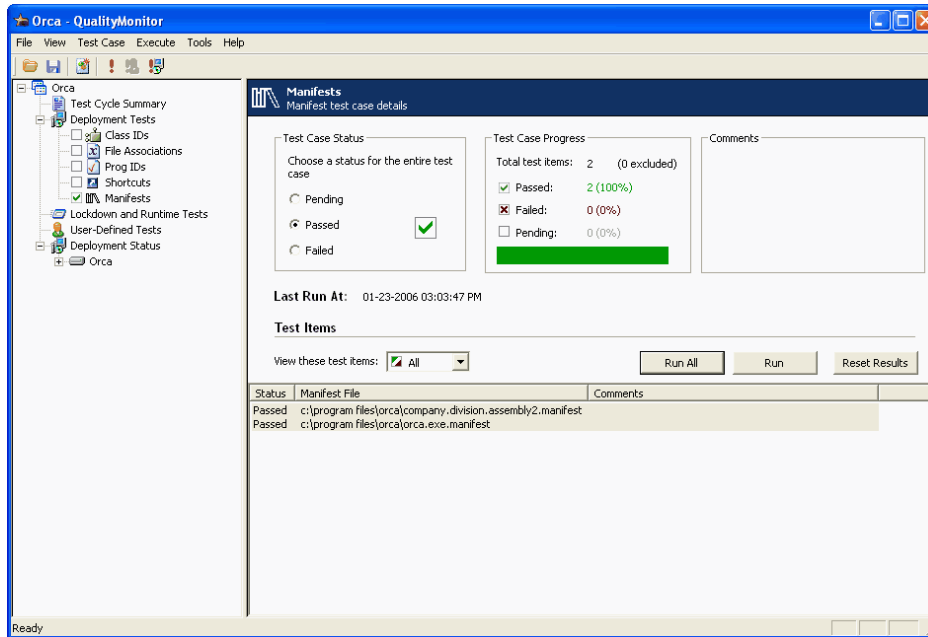 Orca - QualityMonitor
File View Test Case Execute Tools Help
Orca
Test Cycle Summary
Deployment Tests
Class IDs
File Associations
Prog IDs
Shortcuts
Manifests
Lockdown and Runtime Tests
User-Defined Tests
Deployment Status
Orca
Manifests
Manifest test case details
Test Case Status
Choose a status for the entire test
case
Pending
Passed
Failed
Test Case Progress
Total test items: 2 (0 excluded)
Passed: 2 (100%)
Failed: 0 (0%)
Pending: 0 (0%)
Comments
Last Run At: 01-23-2006 03:03:47 PM
Test Items
View these test items: All
Run All Run Reset Results
Status Manifest File Comments
Passed c:\program files\orca\company.division.assembly2.manifest
Passed c:\program files\orca\orca.exe.manifest
Ready